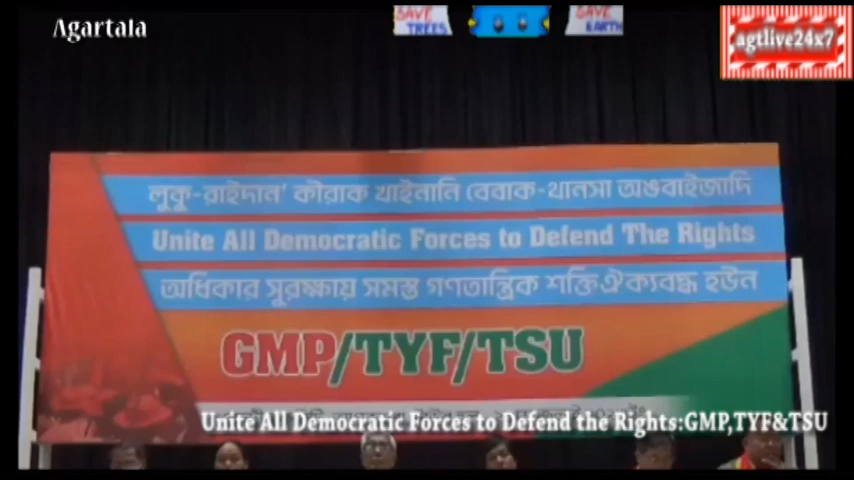 Agartala
SAVE TREES
SAVE EARTH
agtlive24x7
লুকু-রাইদান' কৗরাক খাইনানি বেবাক-থানসা অঙবাইজাদি
Unite All Democratic Forces to Defend The Rights
অধিকার সুরক্ষায় সমস্ত গণতান্ত্রিক শক্তি ঐক্যবদ্ধ হউন
GMP/TYF/TSU
Unite All Democratic Forces to Defend the Rights:GMP,TYF&TSU